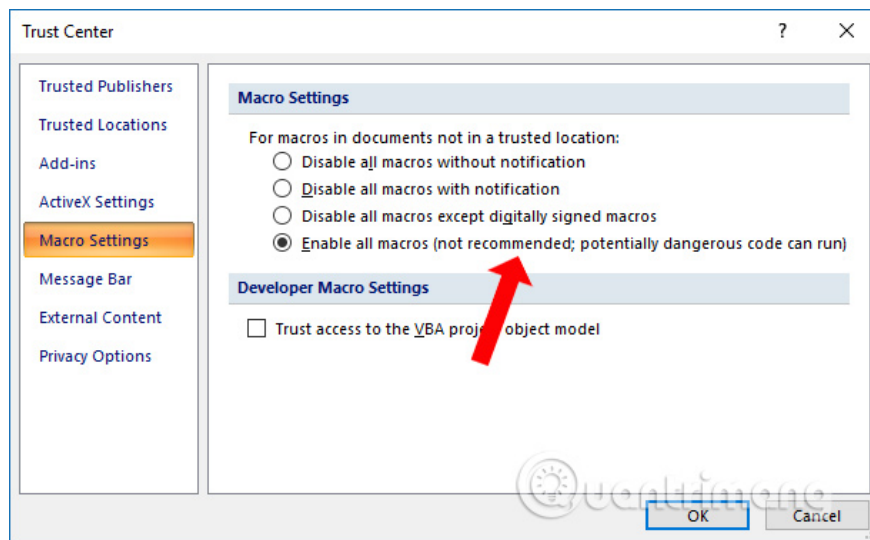 Trust Center
?
Trusted Publishers
Trusted Locations
Add-ins
ActiveX Settings
Macro Settings
Message Bar
External Content
Privacy Options
Macro Settings
For macros in documents not in a trusted location:
Disable all macros without notification
Disable all macros with notification
Disable all macros except digitally signed macros
Enable all macros (not recommended; potentially dangerous code can run)
Developer Macro Settings
Trust access to the VBA project object model
Quantrimang
OK
Cancel